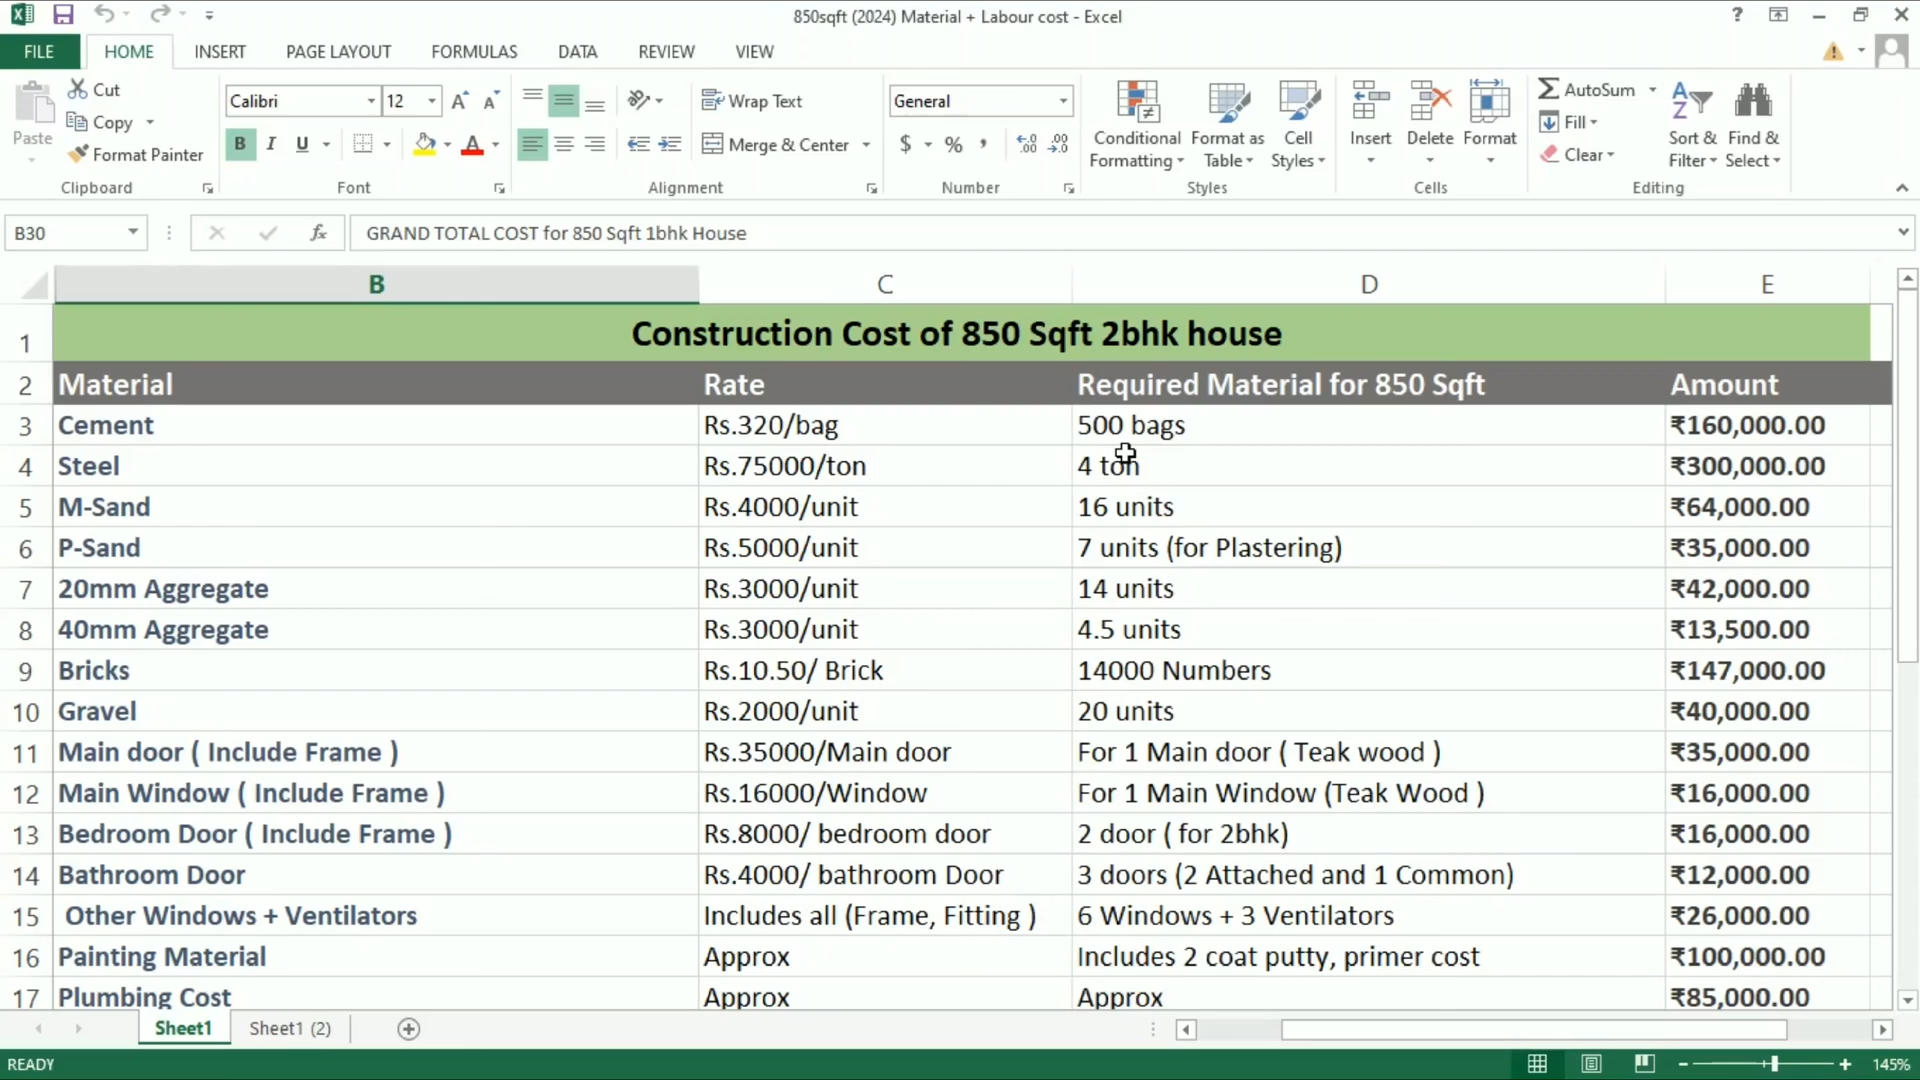 850sqft (2024) Material + Labour cost - Excel
FILE HOME INSERT PAGE LAYOUT FORMULAS DATA REVIEW VIEW
Cut
Copy
Format Painter
Paste
Clipboard
Calibri 12
B I U
Font
Wrap Text
Merge & Center
Alignment
General
$ % ,
Number
Conditional Formatting
Format as Table
Cell Styles
Styles
Insert Delete Format
Cells
AutoSum
Fill
Clear
Sort & Filter
Find & Select
Editing
B30 fx GRAND TOTAL COST for 850 Sqft 1bhk House
B C D E
1 Construction Cost of 850 Sqft 2bhk house
2 Material Rate Required Material for 850 Sqft Amount
3 Cement Rs.320/bag 500 bags ₹160,000.00
4 Steel Rs.75000/ton 4 ton ₹300,000.00
5 M-Sand Rs.4000/unit 16 units ₹64,000.00
6 P-Sand Rs.5000/unit 7 units (for Plastering) ₹35,000.00
7 20mm Aggregate Rs.3000/unit 14 units ₹42,000.00
8 40mm Aggregate Rs.3000/unit 4.5 units ₹13,500.00
9 Bricks Rs.10.50/ Brick 14000 Numbers ₹147,000.00
10 Gravel Rs.2000/unit 20 units ₹40,000.00
11 Main door ( Include Frame ) Rs.35000/Main door For 1 Main door ( Teak wood ) ₹35,000.00
12 Main Window ( Include Frame ) Rs.16000/Window For 1 Main Window (Teak Wood ) ₹16,000.00
13 Bedroom Door ( Include Frame ) Rs.8000/ bedroom door 2 door ( for 2bhk) ₹16,000.00
14 Bathroom Door Rs.4000/ bathroom Door 3 doors (2 Attached and 1 Common) ₹12,000.00
15 Other Windows + Ventilators Includes all (Frame, Fitting ) 6 Windows + 3 Ventilators ₹26,000.00
16 Painting Material Approx Includes 2 coat putty, primer cost ₹100,000.00
17 Plumbing Cost Approx Approx ₹85,000.00
Sheet1 Sheet1 (2)
READY 145%